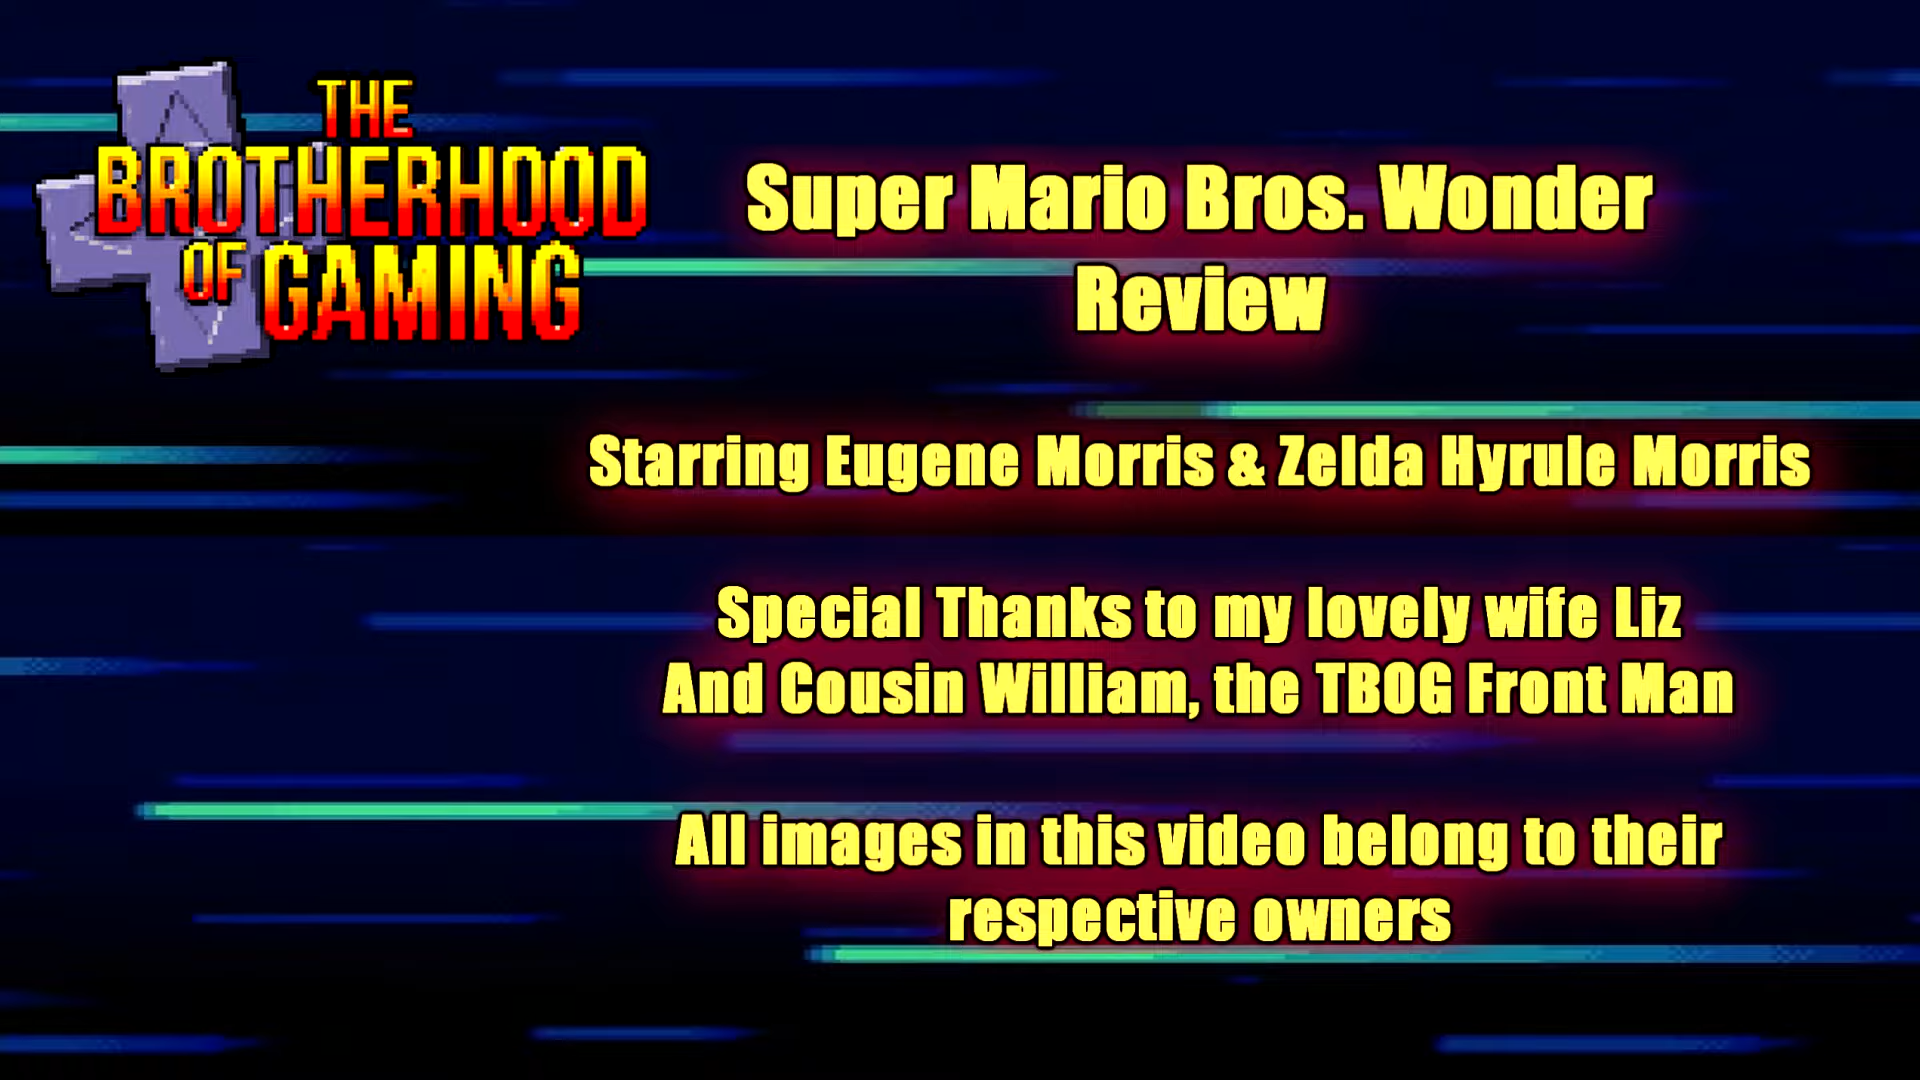 THE
BROTHERHOOD
OF GAMING
Super Mario Bros. Wonder
Review
Starring Eugene Morris & Zelda Hyrule Morris
Special Thanks to my lovely wife Liz
And Cousin William, the TBOG Front Man
All images in this video belong to their
respective owners